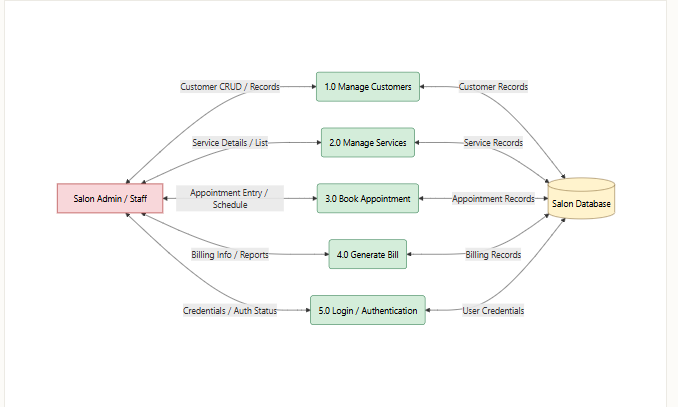 Customer CRUD / Records
1.0 Manage Customers
Customer Records
Service Details / List
2.0 Manage Services
Service Records
Salon Admin / Staff
Appointment Entry /
Schedule
3.0 Book Appointment
Appointment Records
Salon Database
Billing Info / Reports
4.0 Generate Bill
Billing Records
Credentials / Auth Status
5.0 Login / Authentication
User Credentials